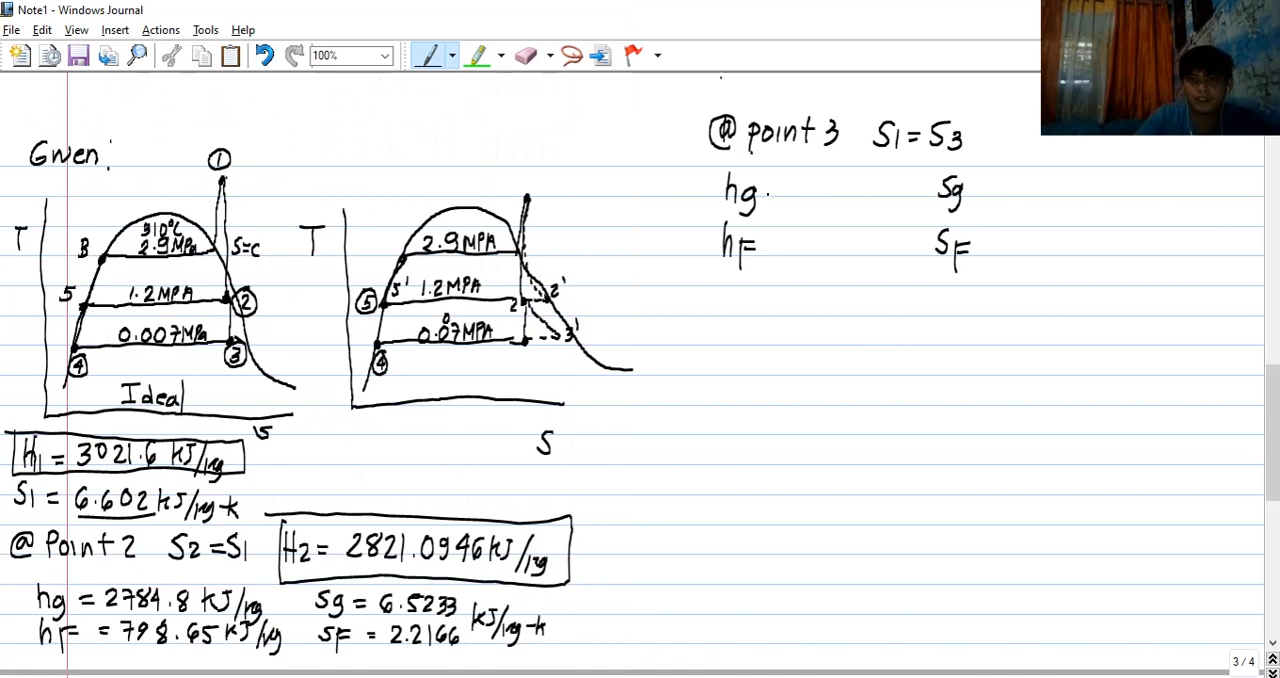 Note1 - Windows Journal
File Edit View Insert Actions Tools Help
100%
Given:
T
1
310°C
2.9MPa
B
S=C
5
1.2MPa
2
0.007MPa
4
3
Ideal
S
T
2.9MPA
5
5'
1.2MPA
2
2'
0.07MPA
3'
4
S
H1 = 3021.6 KJ/kg
S1 = 6.602 KJ/kg-k
@ Point 2 S2 = S1
H2 = 2821.0946 KJ/kg
hg = 2784.8 KJ/kg Sg = 6.5233
hF = 798.65 KJ/kg SF = 2.2166 KJ/kg-k
@ point 3 S1 = S3
hg Sg
hF SF
3 / 4